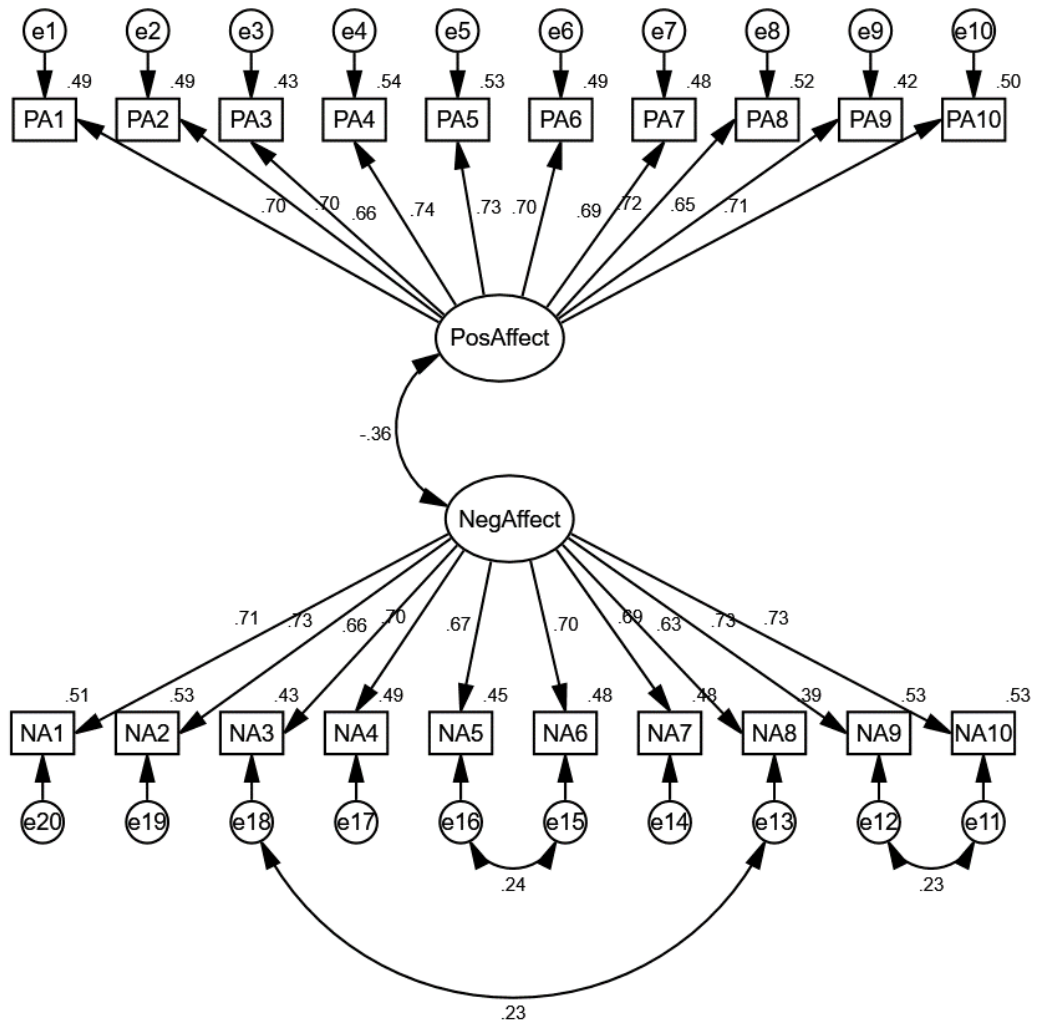 e1 e2 e3 e4 e5 e6 e7 e8 e9 e10
.49 .49 .43 .54 .53 .49 .48 .52 .42 .50
PA1 PA2 PA3 PA4 PA5 PA6 PA7 PA8 PA9 PA10
.70 .70 .66 .74 .73 .70 .69 .72 .65 .71
PosAffect
-.36
NegAffect
.71 .73 .66 .70 .67 .70 .69 .63 .73 .73
.51 .53 .43 .49 .45 .48 .48 .39 .53 .53
NA1 NA2 NA3 NA4 NA5 NA6 NA7 NA8 NA9 NA10
e20 e19 e18 e17 e16 e15 e14 e13 e12 e11
.24 .23
.23